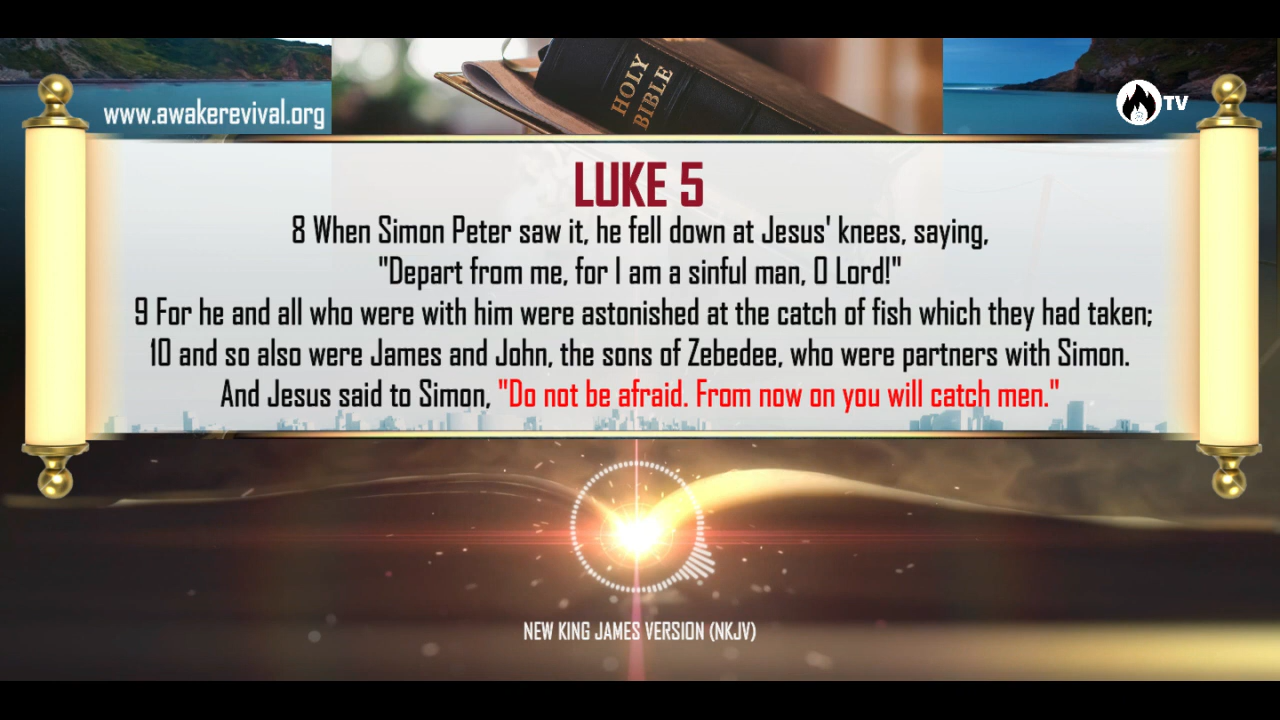 HOLY
BIBLE
www.awakerevival.org
TV
LUKE 5
8 When Simon Peter saw it, he fell down at Jesus' knees, saying,
"Depart from me, for I am a sinful man, O Lord!"
9 For he and all who were with him were astonished at the catch of fish which they had taken;
10 and so also were James and John, the sons of Zebedee, who were partners with Simon.
And Jesus said to Simon, "Do not be afraid. From now on you will catch men."
NEW KING JAMES VERSION (NKJV)